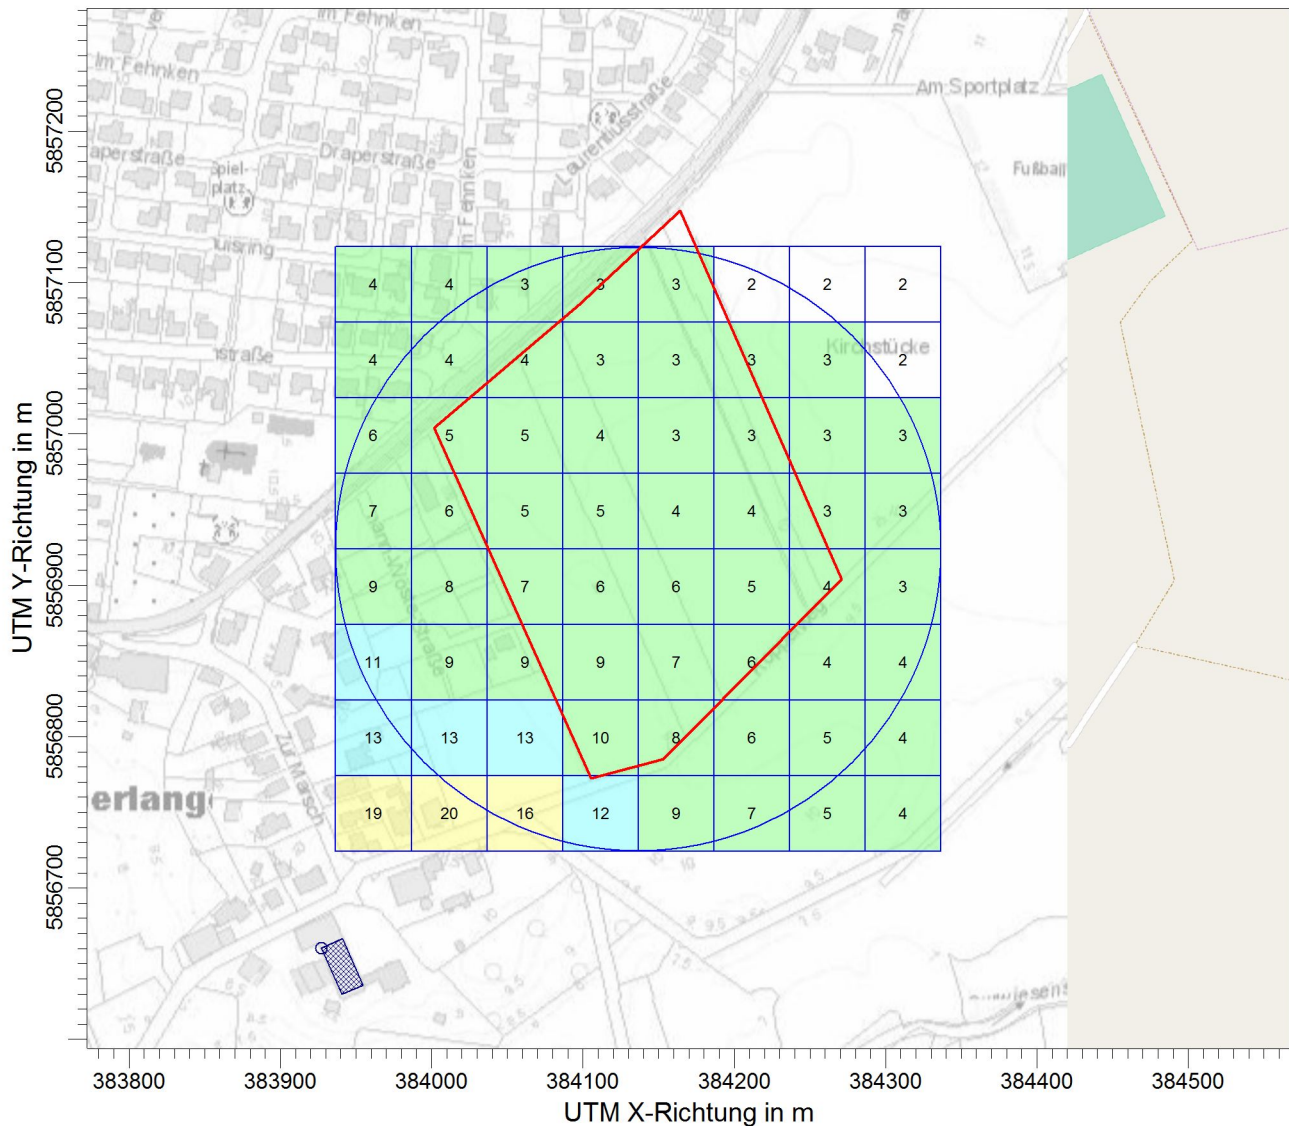 Im Fehnken
Im Fehnken
Am Sportplatz
Laurentiusstraße
Draperstraße
aperstraße
Fußball
Spiel-
platz
Im Fehnken
uisring
nstraße
Kirchstücke
Zur Marsch
erlang
4 4 3 3 3 2 2 2
4 4 4 3 3 3 3 2
6 5 5 4 3 3 3 3
7 6 5 5 4 4 3 3
9 8 7 6 6 5 4 3
11 9 9 9 7 6 4 4
13 13 13 10 8 6 5 4
19 20 16 12 9 7 5 4
5857200
5857100
5857000
5856900
5856800
5856700
UTM Y-Richtung in m
383800 383900 384000 384100 384200 384300 384400 384500
UTM X-Richtung in m